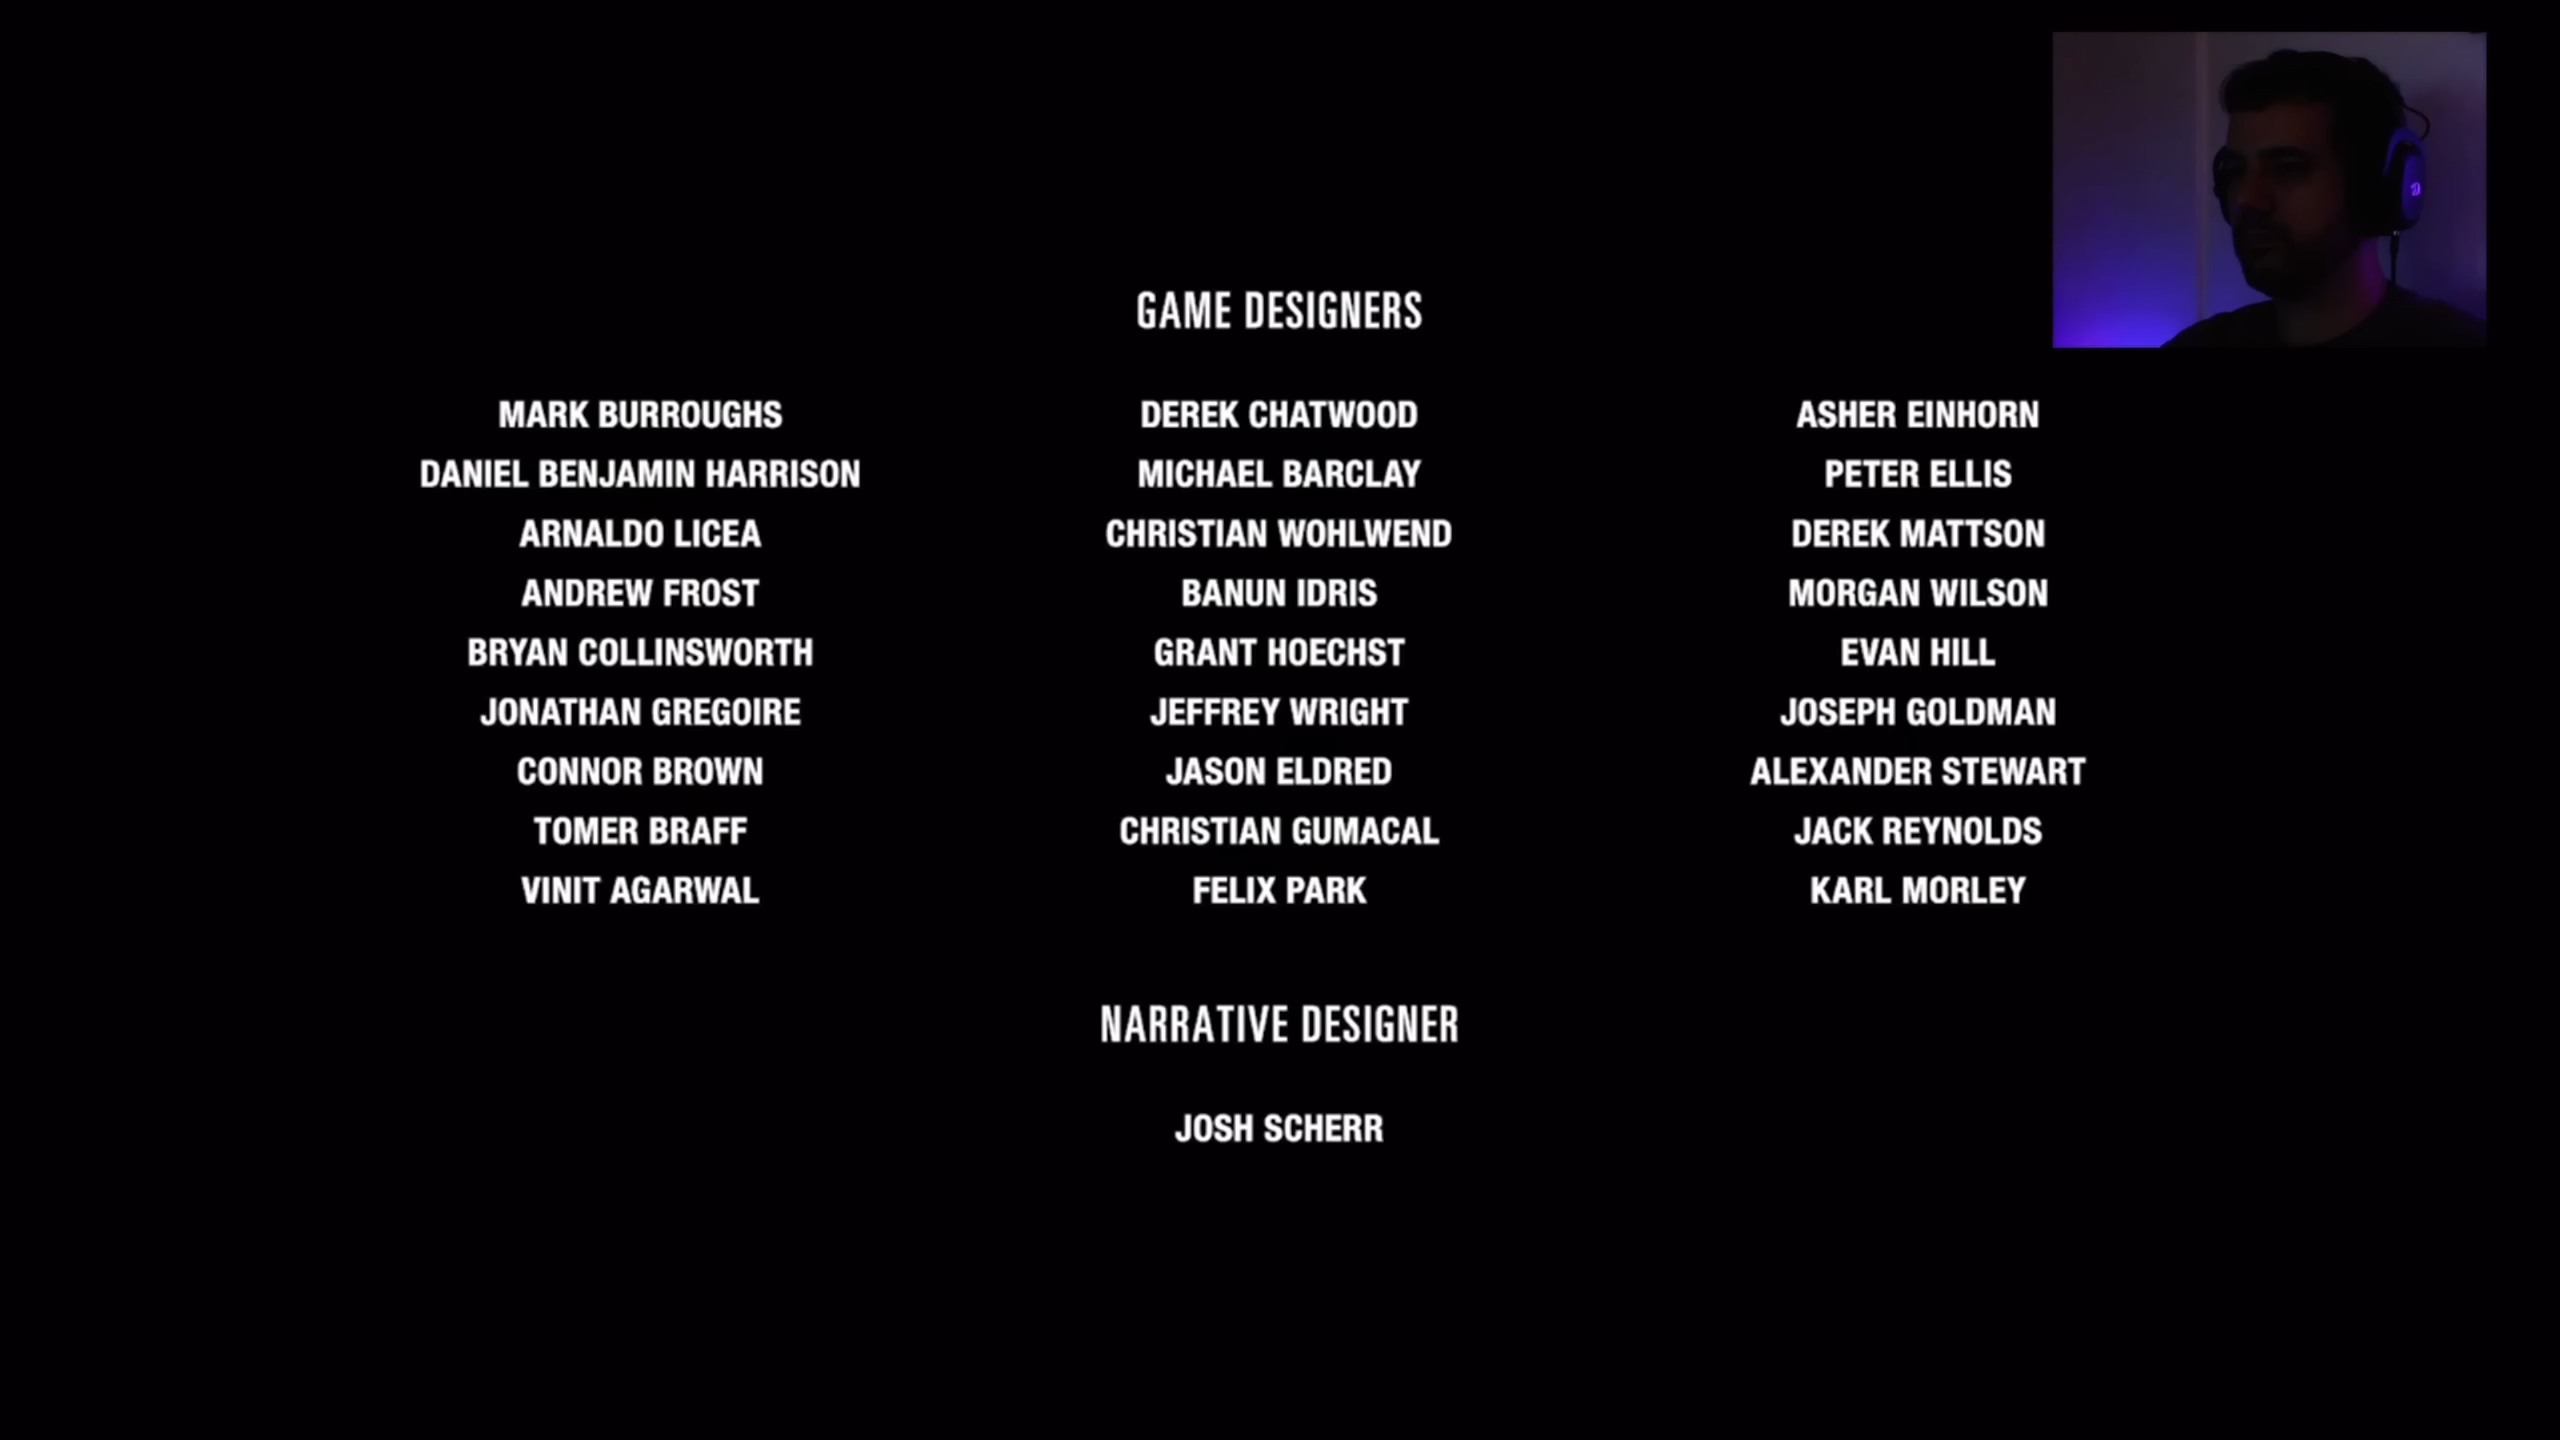 GAME DESIGNERS
MARK BURROUGHS DEREK CHATWOOD ASHER EINHORN
DANIEL BENJAMIN HARRISON MICHAEL BARCLAY PETER ELLIS
ARNALDO LICEA CHRISTIAN WOHLWEND DEREK MATTSON
ANDREW FROST BANUN IDRIS MORGAN WILSON
BRYAN COLLINSWORTH GRANT HOECHST EVAN HILL
JONATHAN GREGOIRE JEFFREY WRIGHT JOSEPH GOLDMAN
CONNOR BROWN JASON ELDRED ALEXANDER STEWART
TOMER BRAFF CHRISTIAN GUMACAL JACK REYNOLDS
VINIT AGARWAL FELIX PARK KARL MORLEY
NARRATIVE DESIGNER
JOSH SCHERR